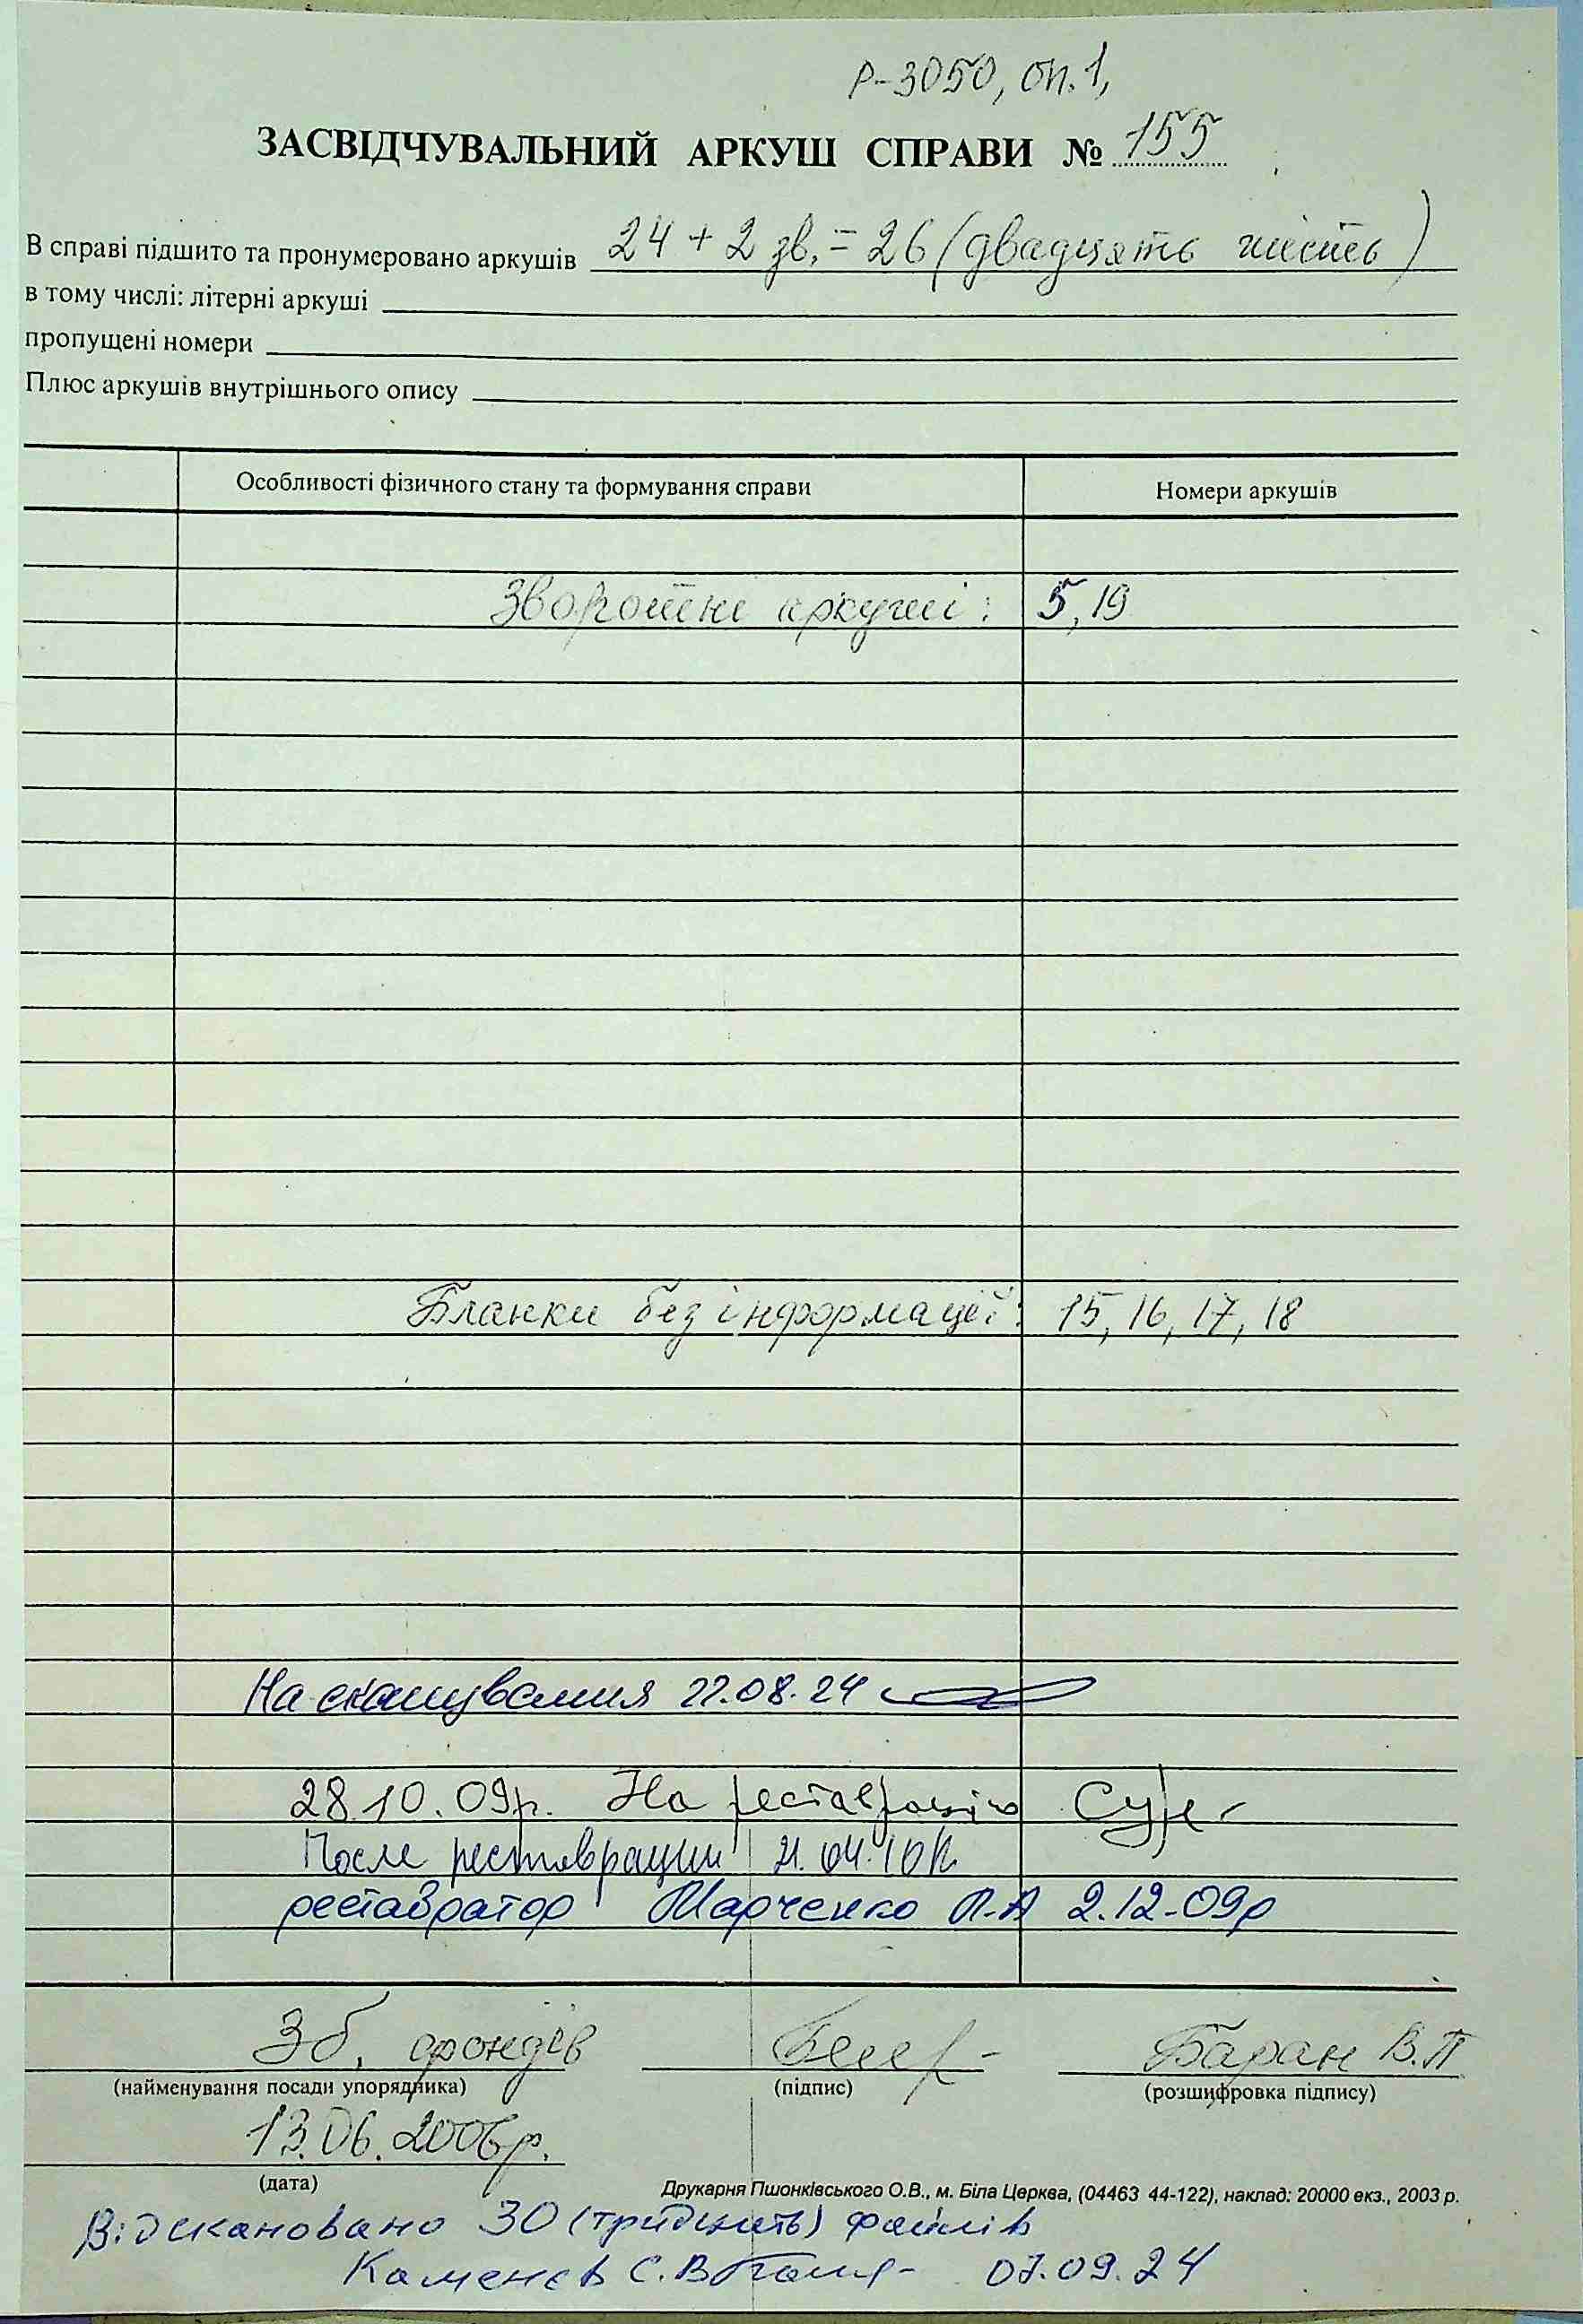 Р-3050, оп.1,
ЗАСВІДЧУВАЛЬНИЙ АРКУШ СПРАВИ № 155
В справі підшито та пронумеровано аркушів 24 + 2 зв. = 26 (двадцять шість)
в тому числі: літерні аркуші
пропущені номери
Плюс аркушів внутрішнього опису
Особливості фізичного стану та формування справи Номери аркушів
Зворотні аркуші: 5, 19
Бланки без інформації: 15, 16, 17, 18
На сканування 22.08.24
28.10.09р. На реставрацію
После реставрации 21.04.10
реставратор Марченко Л.А 2.12-09р
Зб. фондів Баран В.П
(найменування посади упорядника) (підпис) (розшифровка підпису)
13.06.2006р.
(дата)
Друкарня Пшонківського О.В., м. Біла Церква, (04463 44-122), наклад: 20000 екз., 2003 р.
Відскановано 30 (тридцять) файлів
Каменєв С.В 07.09.24